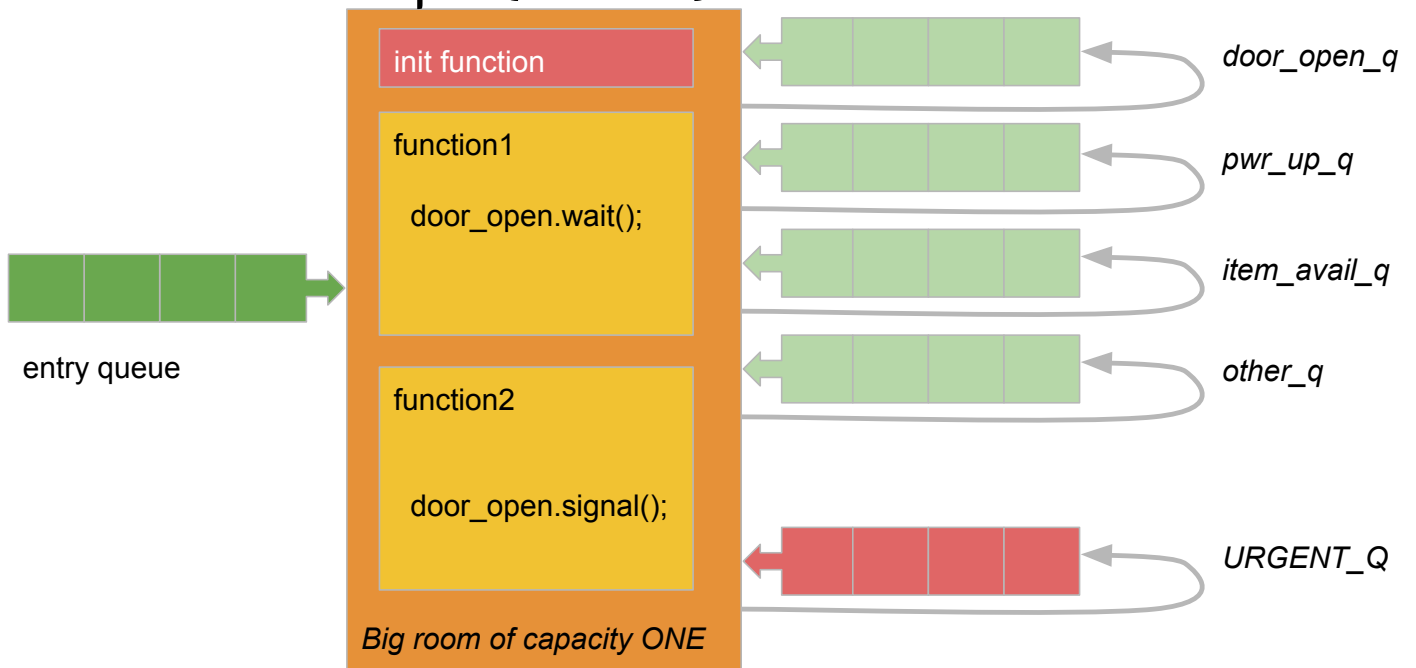 init function
function1
door_open.wait();
function2
door_open.signal();
Big room of capacity ONE
entry queue
door_open_q
pwr_up_q
item_avail_q
other_q
URGENT_Q